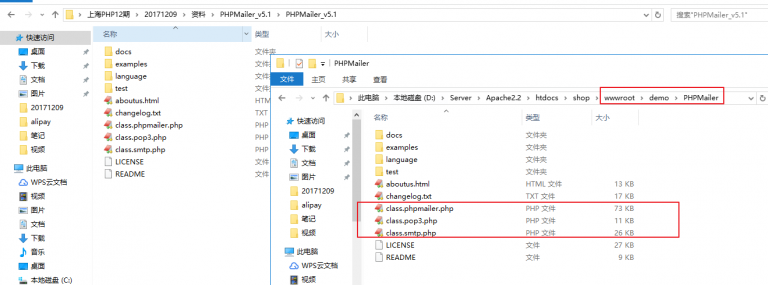 上海PHP12期 › 20171209 › 资料 › PHPMailer_v5.1 › PHPMailer_v5.1
搜索"PHPMailer_v5.1"
名称 类型 大小
快速访问
桌面
下载
文档
图片
20171209
alipay
笔记
视频
此电脑
WPS云文档
视频
图片
文档
下载
音乐
桌面
本地磁盘 (C:)
docs 文件
examples 文件
language 文件
test 文件
aboutus.html HTM
changelog.txt TXT
class.phpmailer.php PHP
class.pop3.php PHP
class.smtp.php PHP
LICENSE 文件
README 文件
PHPMailer
文件 主页 共享 查看
此电脑 › 本地磁盘 (D:) › Server › Apache2.2 › htdocs › shop › wwwroot › demo › PHPMailer
名称 类型 大小
快速访问
桌面
下载
文档
图片
20171209
alipay
笔记
视频
此电脑
WPS云文档
视频
docs 文件夹
examples 文件夹
language 文件夹
test 文件夹
aboutus.html HTML 文件 13 KB
changelog.txt TXT 文件 17 KB
class.phpmailer.php PHP 文件 73 KB
class.pop3.php PHP 文件 11 KB
class.smtp.php PHP 文件 26 KB
LICENSE 文件 27 KB
README 文件 9 KB